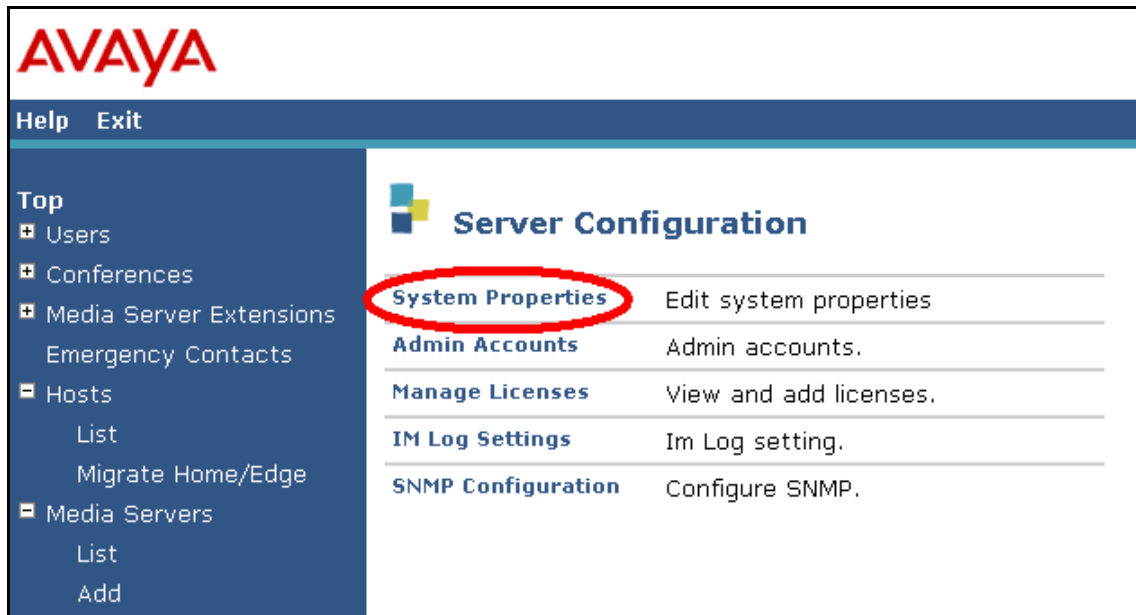 AVAYA
Help Exit
Top
Users
Conferences
Media Server Extensions
Emergency Contacts
Hosts
List
Migrate Home/Edge
Media Servers
List
Add
Server Configuration
System Properties Edit system properties
Admin Accounts Admin accounts.
Manage Licenses View and add licenses.
IM Log Settings Im Log setting.
SNMP Configuration Configure SNMP.